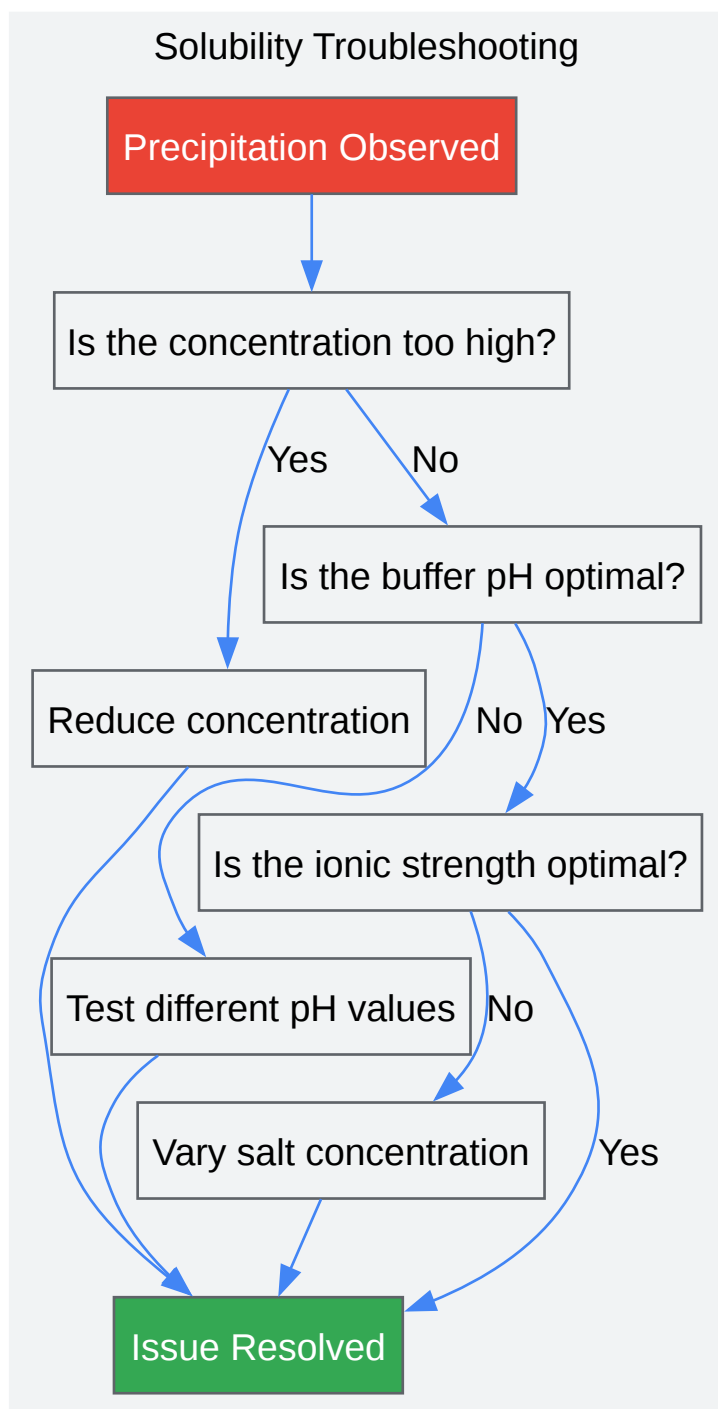 Solubility Troubleshooting
Precipitation Observed
Is the concentration too high?
Yes
No
Is the buffer pH optimal?
Reduce concentration
No
Yes
Is the ionic strength optimal?
Test different pH values
No
Vary salt concentration
Yes
Issue Resolved